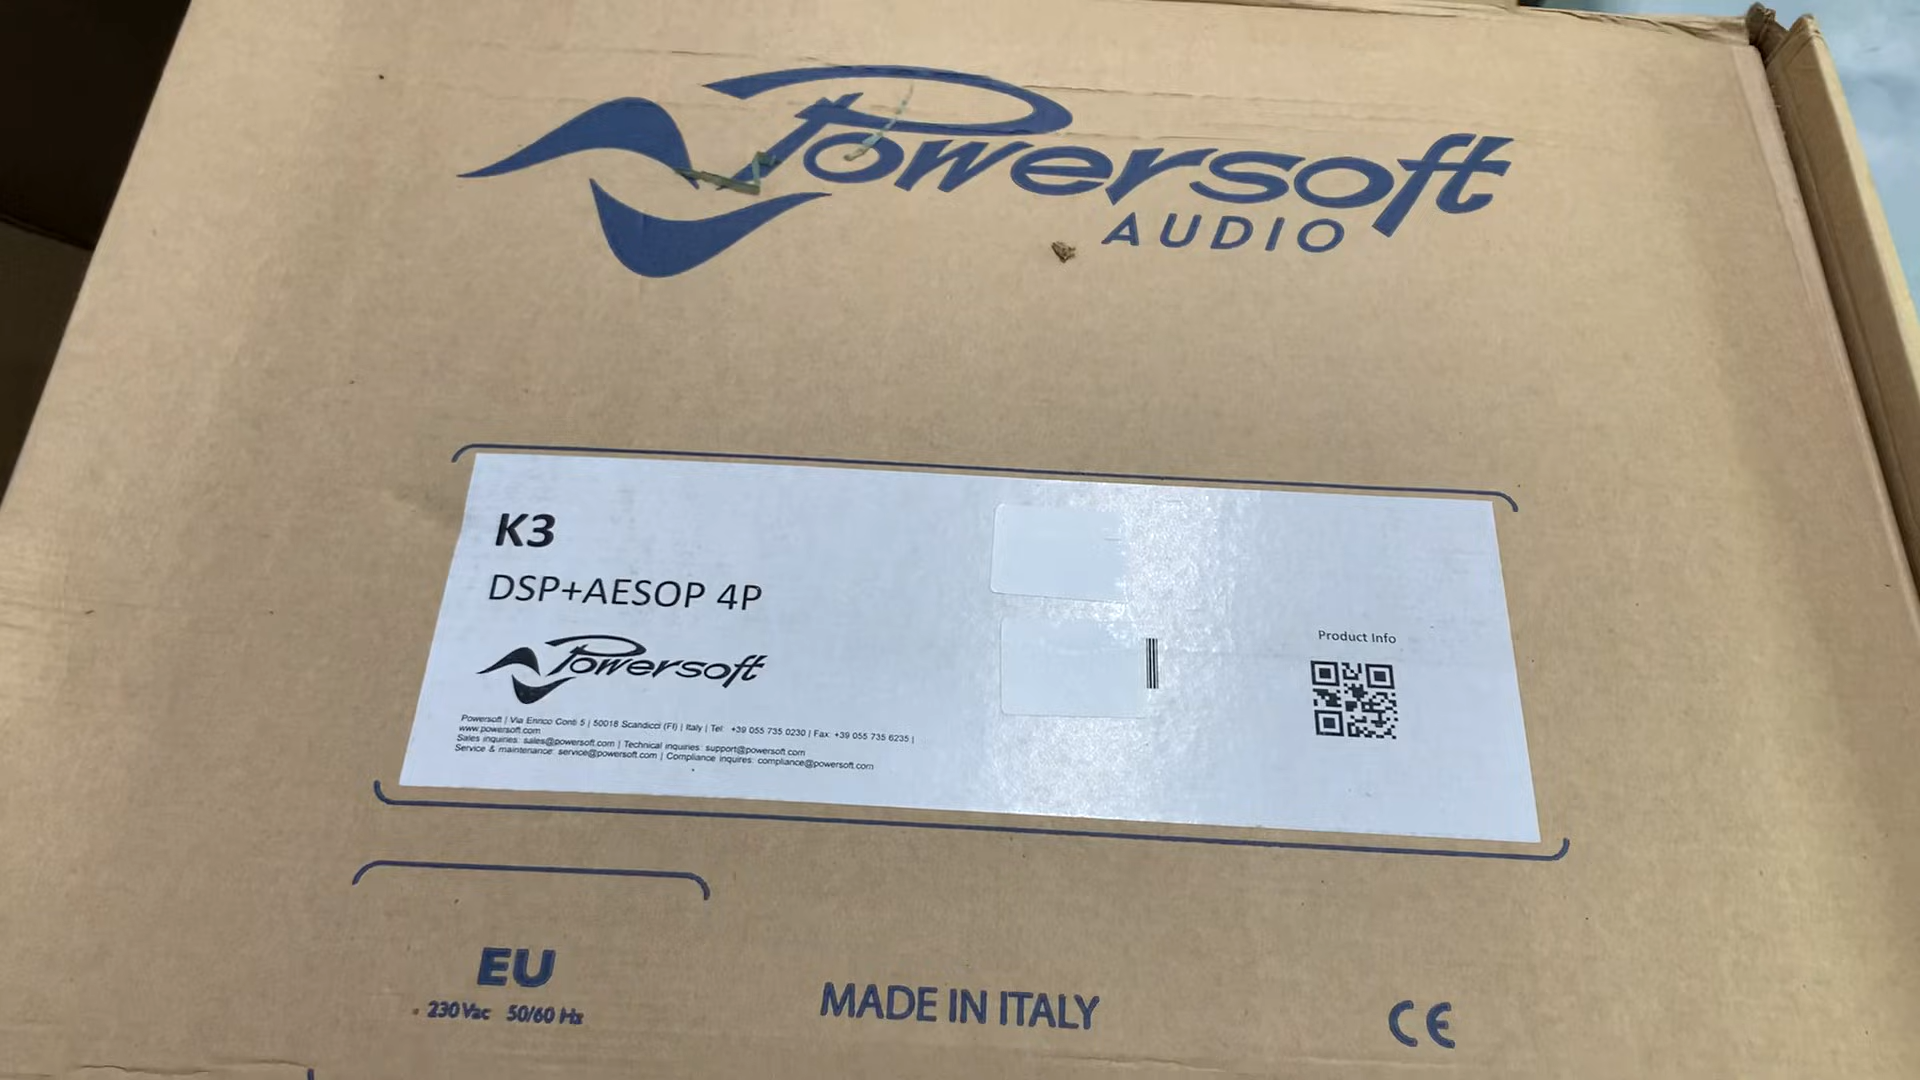 Powersoft
AUDIO
K3
DSP+AESOP 4P
Powersoft
Powersoft | Via Enrico Conti 5 | 50018 Scandicci (FI) | Italy | Tel: +39 055 735 0230 | Fax: +39 055 735 6235 |
www.powersoft.com
Sales inquiries: sales@powersoft.com | Technical inquiries: support@powersoft.com
Service & maintenance: service@powersoft.com | Compliance inquires: compliance@powersoft.com
Product Info
EU
230Vac 50/60 Hz
MADE IN ITALY
CE